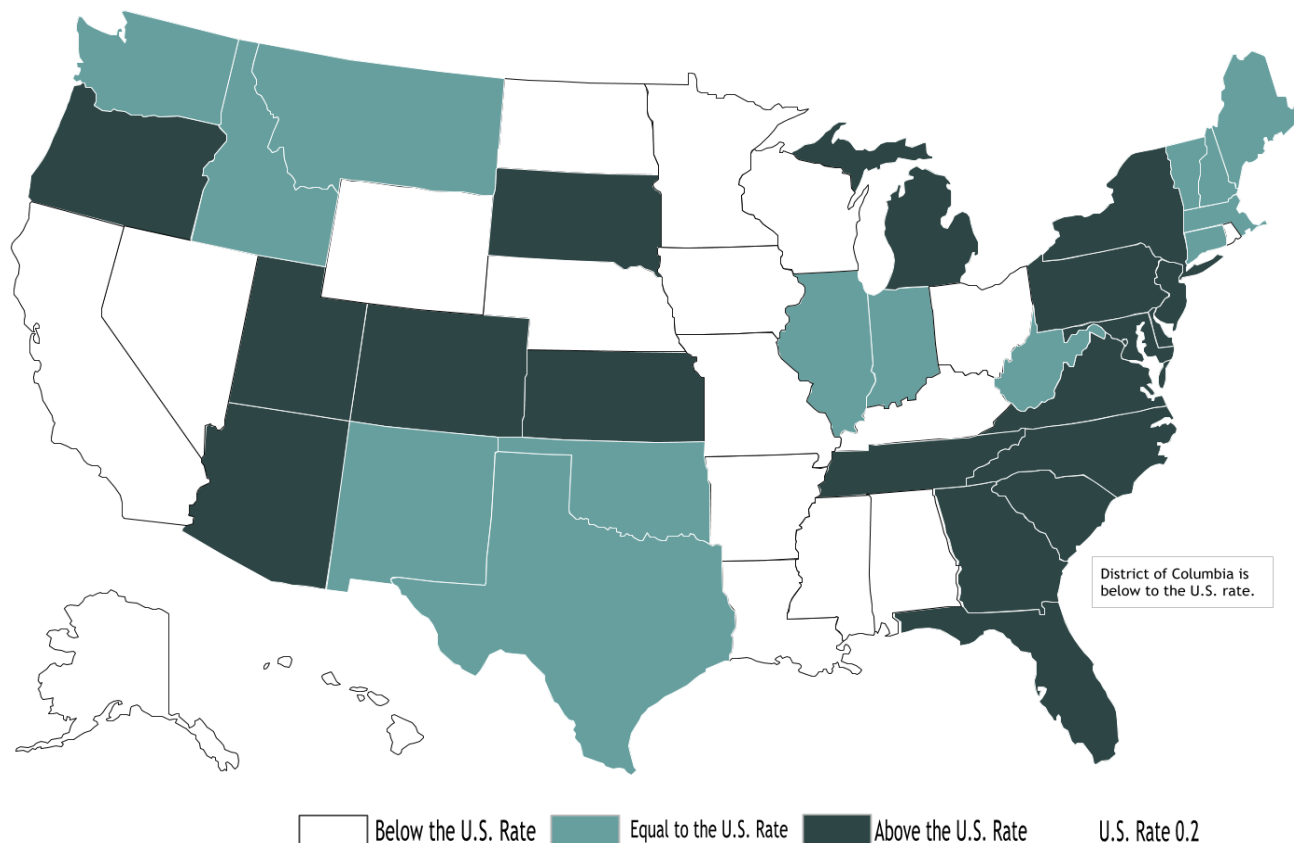 District of Columbia is
below to the U.S. rate.
Below the U.S. Rate
Equal to the U.S. Rate
Above the U.S. Rate
U.S. Rate 0.2